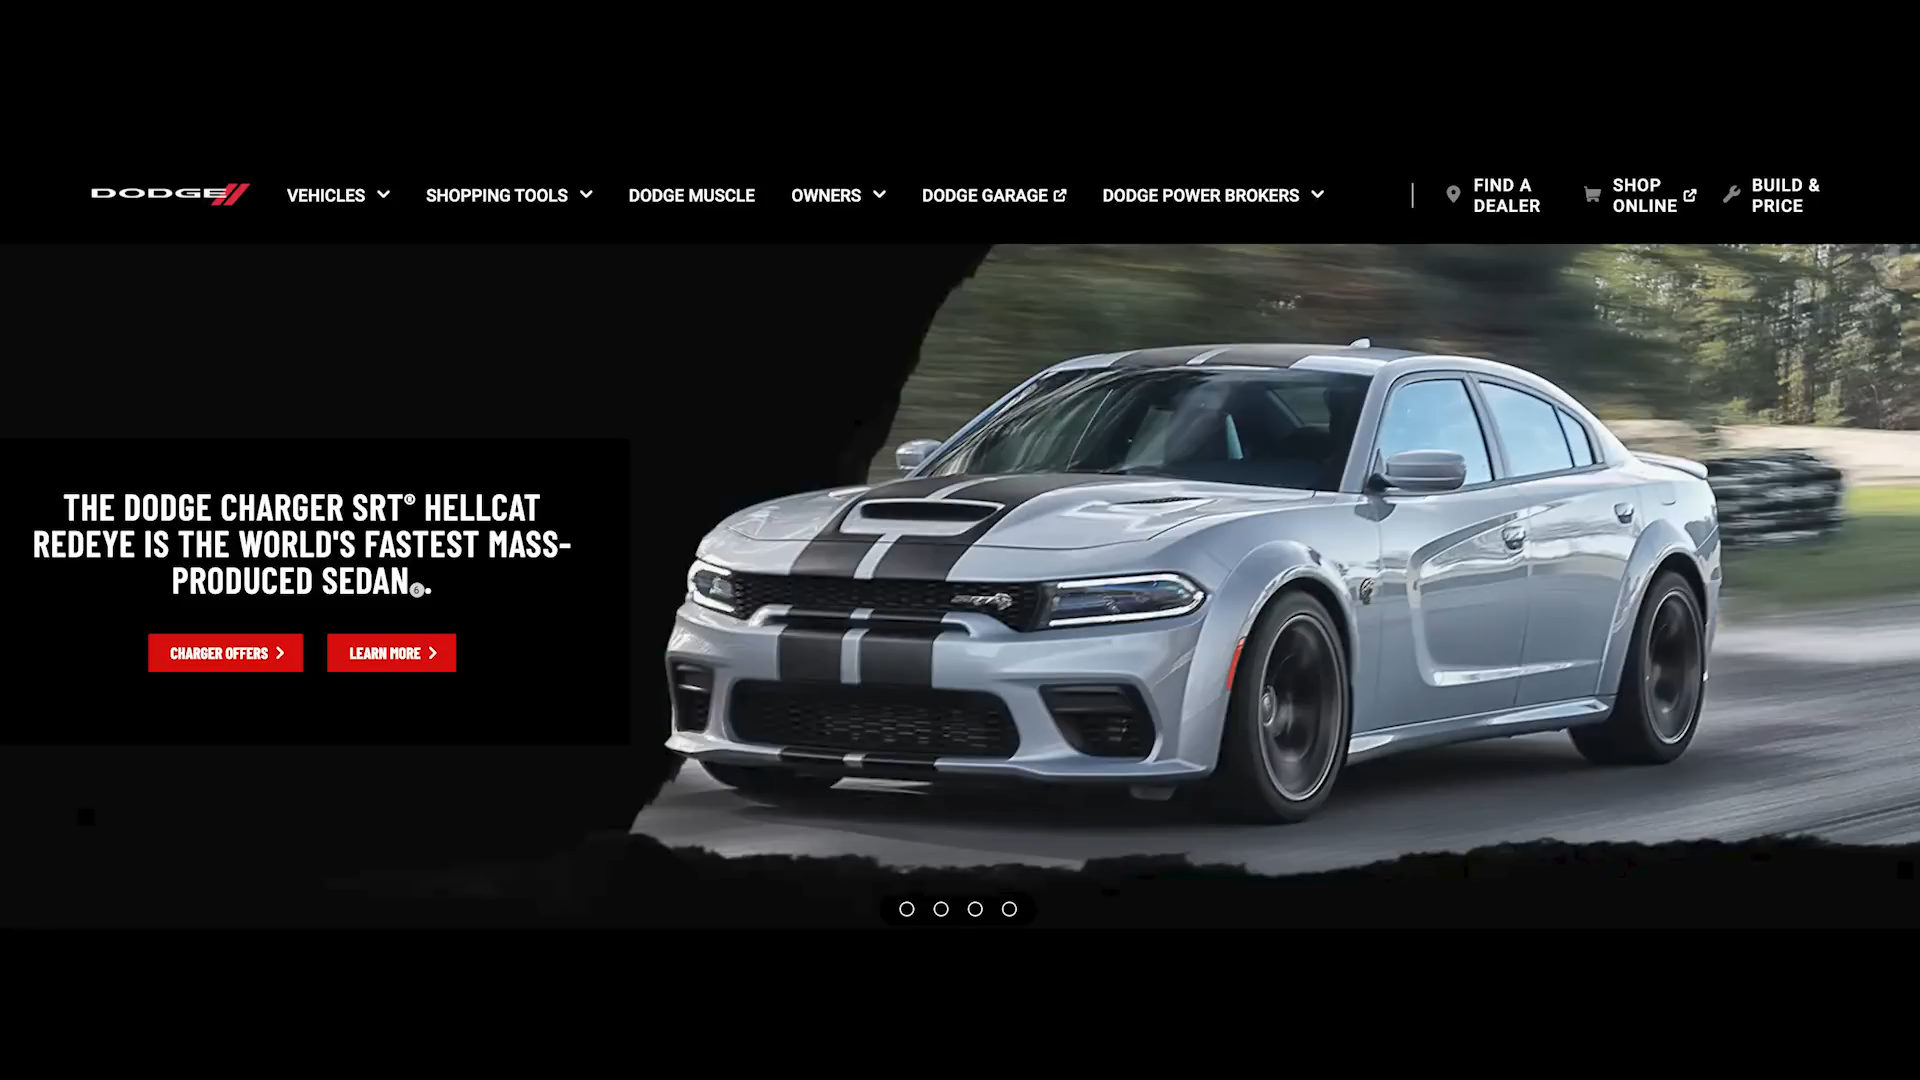 DODGE
VEHICLES
SHOPPING TOOLS
DODGE MUSCLE
OWNERS
DODGE GARAGE
DODGE POWER BROKERS
FIND A
DEALER
SHOP
ONLINE
BUILD &
PRICE
THE DODGE CHARGER SRT® HELLCAT
REDEYE IS THE WORLD'S FASTEST MASS-
PRODUCED SEDAN6.
CHARGER OFFERS
LEARN MORE
SRT